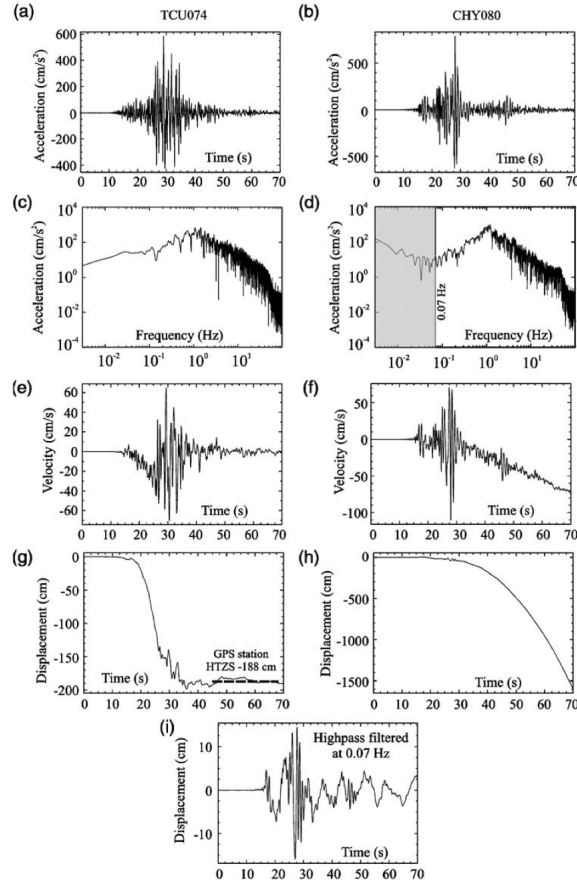 TCU074
CHY080
(a)
Acceleration (cm/s²)
600
400
200
0
-200
-400
Time (s)
0 10 20 30 40 50 60 70
(b)
Acceleration (cm/s²)
500
0
-500
Time (s)
0 10 20 30 40 50 60 70
(c)
Acceleration (cm/s²)
10⁴
10²
10⁰
10⁻²
10⁻⁴
Frequency (Hz)
10⁻² 10⁻¹ 10⁰ 10¹
(d)
Acceleration (cm/s²)
10⁴
10²
10⁰
10⁻²
10⁻⁴
0.07 Hz
Frequency (Hz)
10⁻² 10⁻¹ 10⁰ 10¹
(e)
Velocity (cm/s)
60
40
20
0
-20
-40
-60
Time (s)
0 10 20 30 40 50 60 70
(f)
Velocity (cm/s)
50
0
-50
-100
Time (s)
0 10 20 30 40 50 60 70
(g)
Displacement (cm)
0
-50
-100
-150
-200
GPS station
HTZS -188 cm
Time (s)
0 10 20 30 40 50 60 70
(h)
Displacement (cm)
0
-500
-1000
-1500
Time (s)
0 10 20 30 40 50 60 70
(i)
Displacement (cm)
10
0
-10
Highpass filtered
at 0.07 Hz
Time (s)
0 10 20 30 40 50 60 70